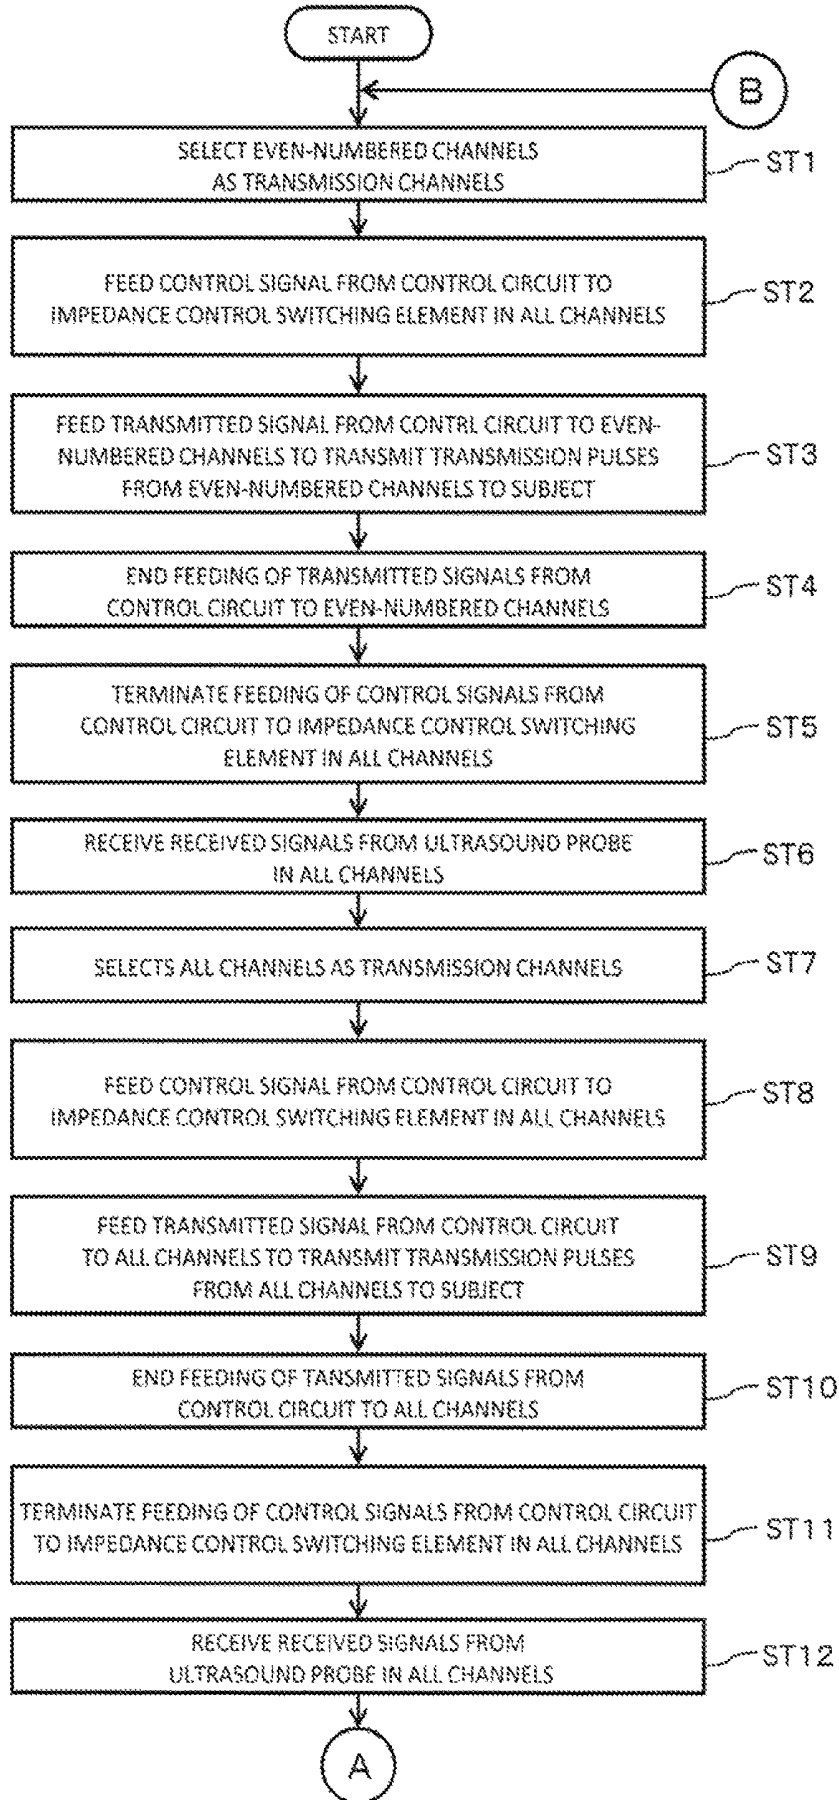 START
B
SELECT EVEN-NUMBERED CHANNELS
AS TRANSMISSION CHANNELS
ST1
FEED CONTROL SIGNAL FROM CONTROL CIRCUIT TO
IMPEDANCE CONTROL SWITCHING ELEMENT IN ALL CHANNELS
ST2
FEED TRANSMITTED SIGNAL FROM CONTRL CIRCUIT TO EVEN-
NUMBERED CHANNELS TO TRANSMIT TRANSMISSION PULSES
FROM EVEN-NUMBERED CHANNELS TO SUBJECT
ST3
END FEEDING OF TRANSMITTED SIGNALS FROM
CONTROL CIRCUIT TO EVEN-NUMBERED CHANNELS
ST4
TERMINATE FEEDING OF CONTROL SIGNALS FROM
CONTROL CIRCUIT TO IMPEDANCE CONTROL SWITCHING
ELEMENT IN ALL CHANNELS
ST5
RECEIVE RECEIVED SIGNALS FROM ULTRASOUND PROBE
IN ALL CHANNELS
ST6
SELECTS ALL CHANNELS AS TRANSMISSION CHANNELS
ST7
FEED CONTROL SIGNAL FROM CONTROL CIRCUIT TO
IMPEDANCE CONTROL SWITCHING ELEMENT IN ALL CHANNELS
ST8
FEED TRANSMITTED SIGNAL FROM CONTROL CIRCUIT
TO ALL CHANNELS TO TRANSMIT TRANSMISSION PULSES
FROM ALL CHANNELS TO SUBJECT
ST9
END FEEDING OF TANSMITTED SIGNALS FROM
CONTROL CIRCUIT TO ALL CHANNELS
ST10
TERMINATE FEEDING OF CONTROL SIGNALS FROM CONTROL CIRCUIT
TO IMPEDANCE CONTROL SWITCHING ELEMENT IN ALL CHANNELS
ST11
RECEIVE RECEIVED SIGNALS FROM
ULTRASOUND PROBE IN ALL CHANNELS
ST12
A